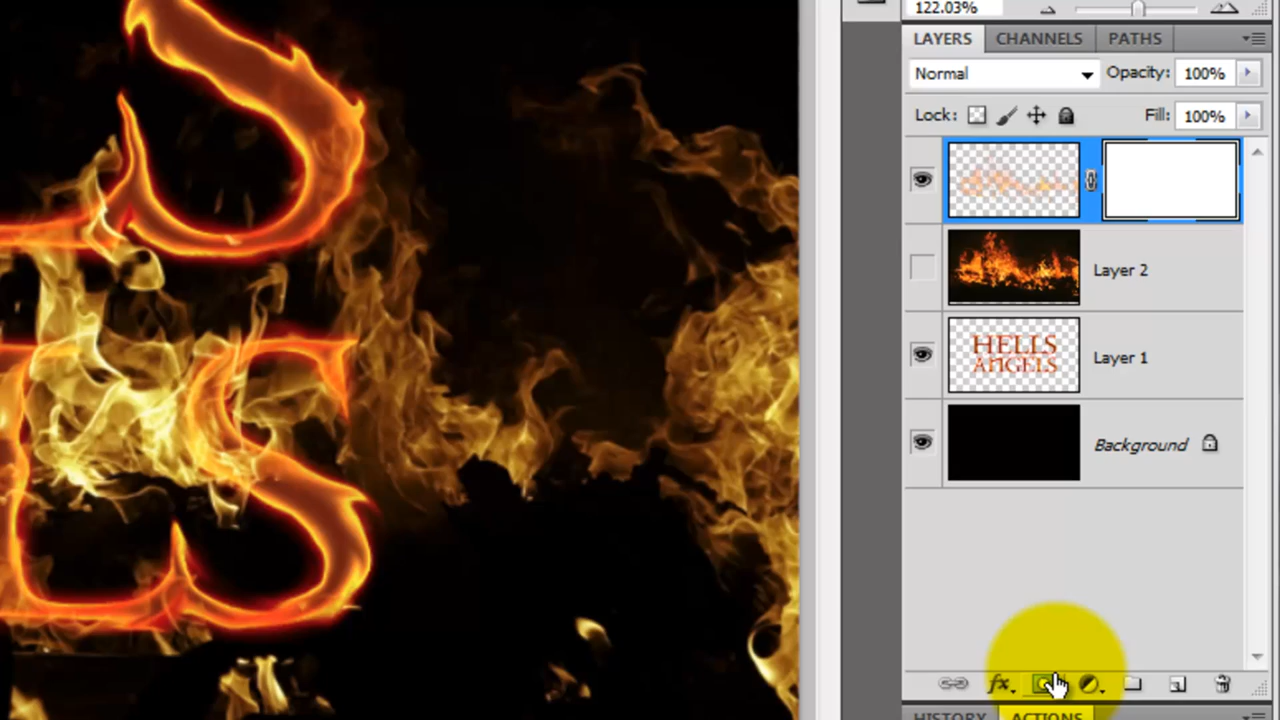 122.03%
LAYERS CHANNELS PATHS
Normal Opacity: 100%
Lock: Fill: 100%
Layer 2
HELLS
ANGELS
Layer 1
Background
fx
HISTORY ACTIONS